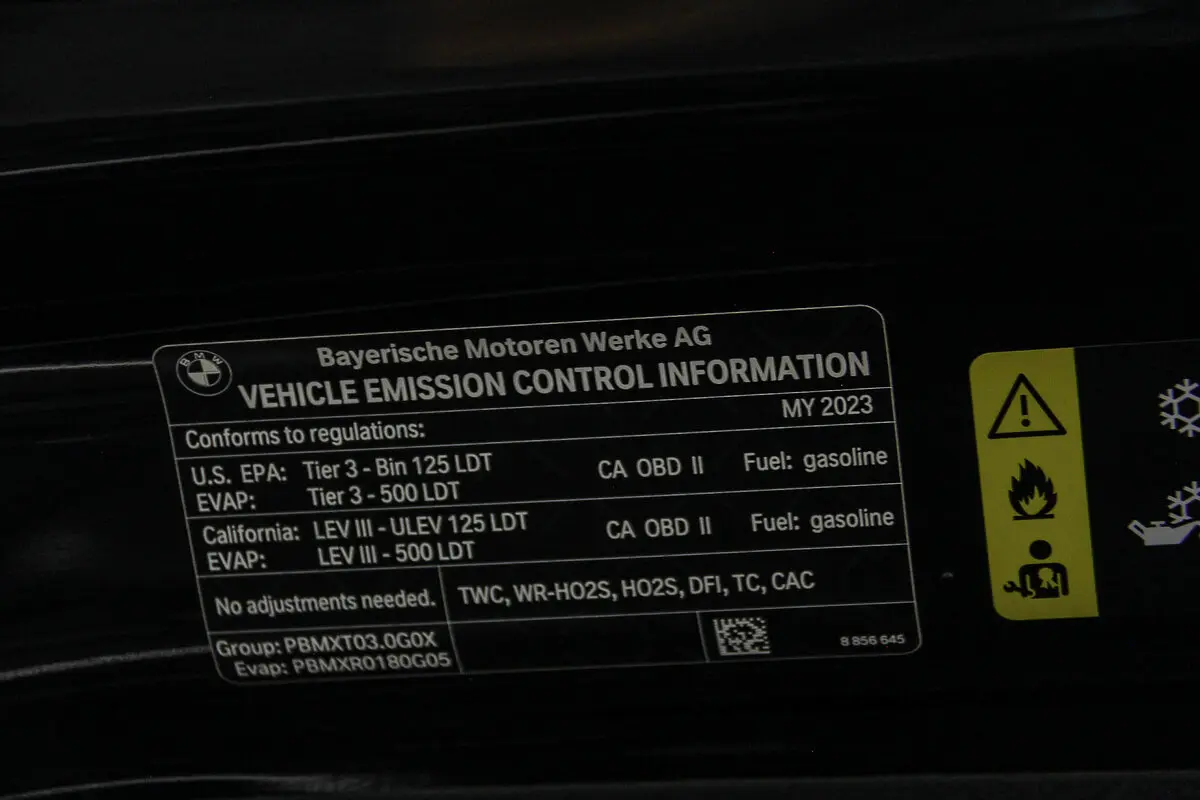 BMW
Bayerische Motoren Werke AG
VEHICLE EMISSION CONTROL INFORMATION
Conforms to regulations: MY 2023
U.S. EPA: Tier 3 - Bin 125 LDT CA OBD II Fuel: gasoline
EVAP: Tier 3 - 500 LDT
California: LEV III - ULEV 125 LDT CA OBD II Fuel: gasoline
EVAP: LEV III - 500 LDT
No adjustments needed. TWC, WR-HO2S, HO2S, DFI, TC, CAC
Group: PBMXT03.0G0X
Evap: PBMXR0180G05
8 856 645